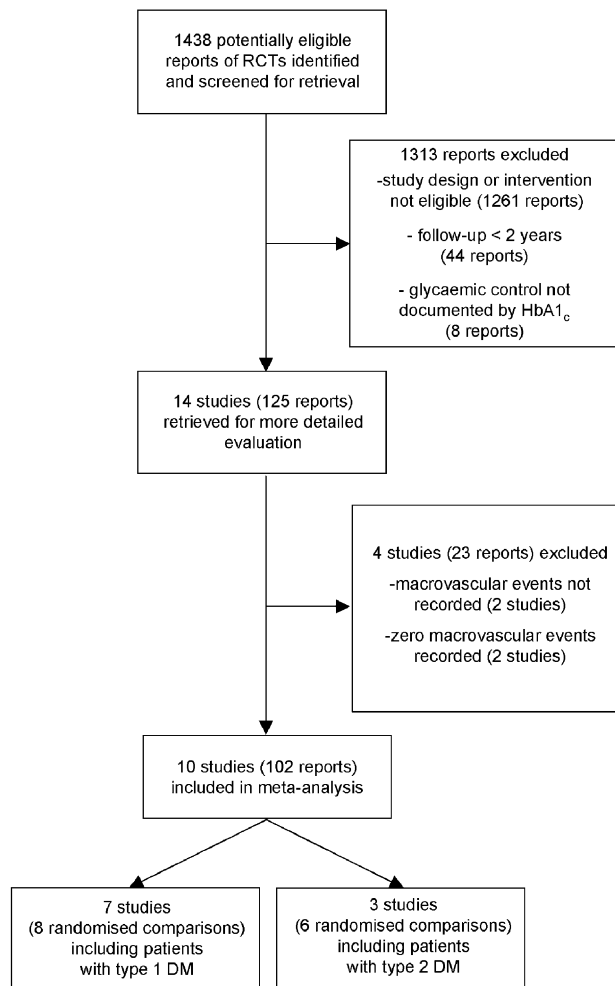 1438 potentially eligible
reports of RCTs identified
and screened for retrieval
1313 reports excluded
-study design or intervention
not eligible (1261 reports)
- follow-up < 2 years
(44 reports)
- glycaemic control not
documented by HbA1c
(8 reports)
14 studies (125 reports)
retrieved for more detailed
evaluation
4 studies (23 reports) excluded
-macrovascular events not
recorded (2 studies)
-zero macrovascular events
recorded (2 studies)
10 studies (102 reports)
included in meta-analysis
7 studies
(8 randomised comparisons)
including patients
with type 1 DM
3 studies
(6 randomised comparisons)
including patients
with type 2 DM